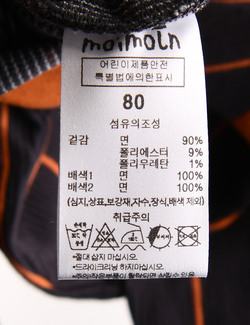 moimoln
어린이제품안전
특별법에의한표시
80
섬유의조성
겉감 면 90%
폴리에스터 9%
폴리우레탄 1%
배색1 면 100%
배색2 면 100%
(심지,상표,보강재,자수,장식,배색 제외)
취급주의
•절대 삶지 마십시오
•드라이크리닝 하지마십시오